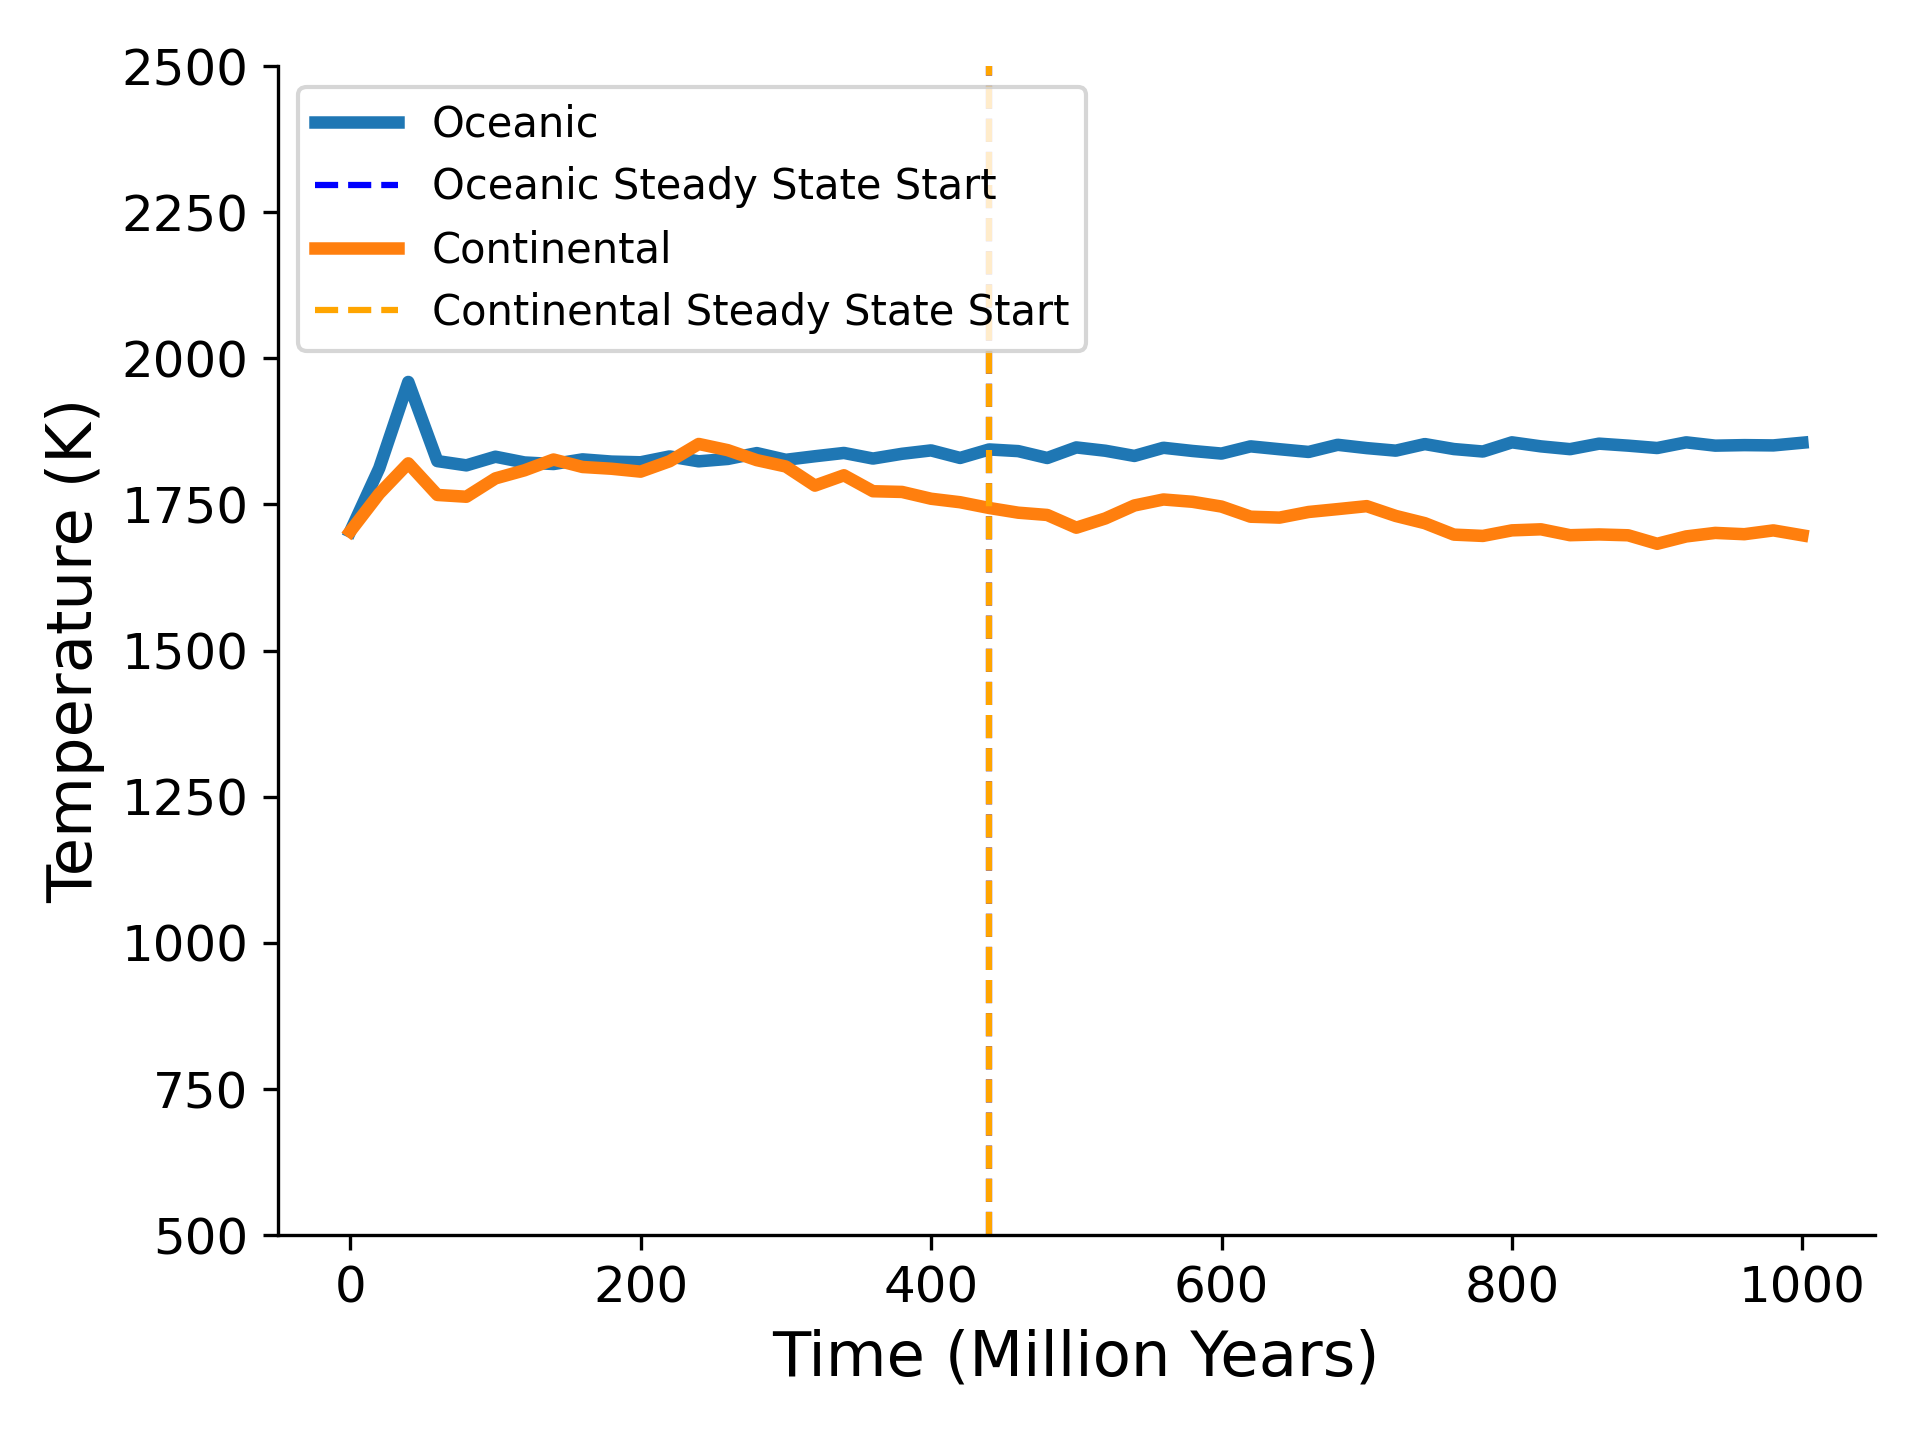 2500
2250
2000
1750
1500
1250
1000
750
500
Temperature (K)
Oceanic
Oceanic Steady State Start
Continental
Continental Steady State Start
0 200 400 600 800 1000
Time (Million Years)